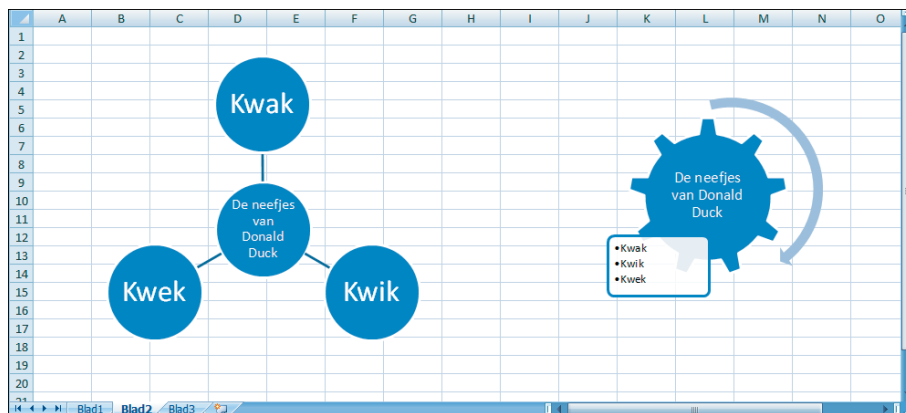 A B C D E F G H I J K L M N O
1
2
3
4
5
6
7
8
9
10
11
12
13
14
15
16
17
18
19
20
21
Kwak
De neefjes
van
Donald
Duck
Kwek
Kwik
De neefjes
van Donald
Duck
•Kwak
•Kwik
•Kwek
Blad1 Blad2 Blad3